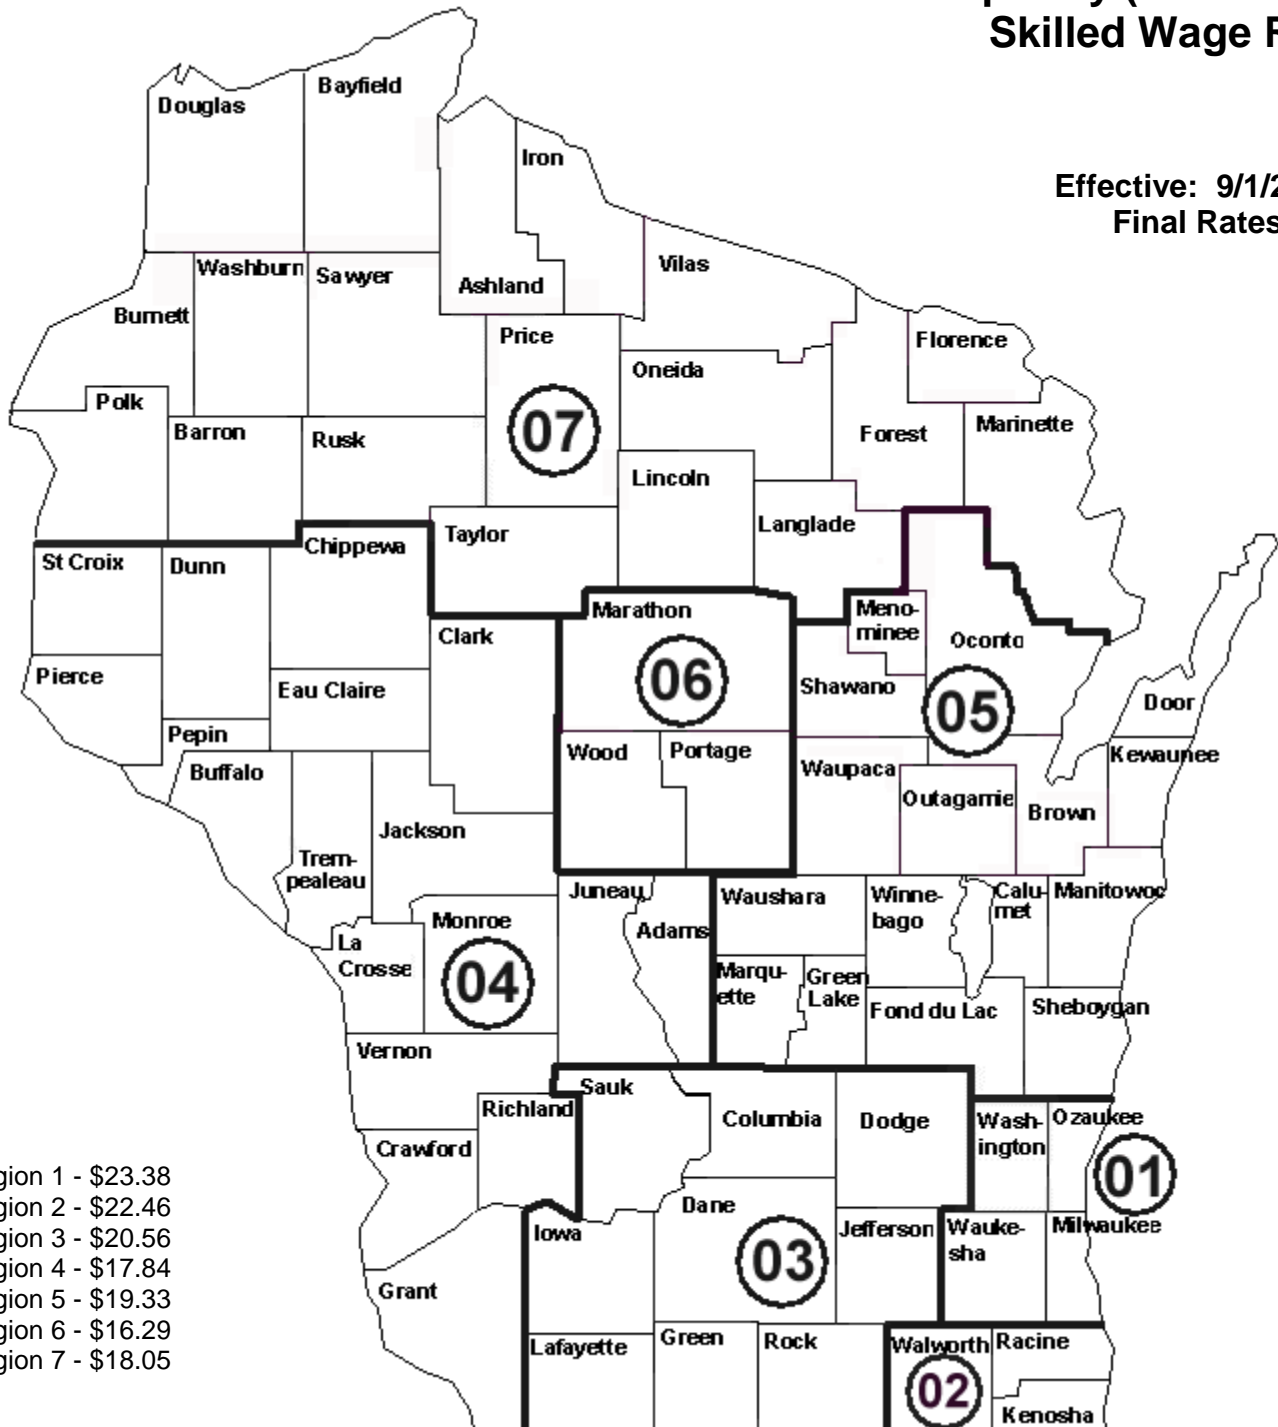 Skilled Wage R
Effective: 9/1/2
Final Rates
Douglas
Bayfield
Iron
Vilas
Washburn
Sawyer
Ashland
Burnett
Price
Florence
Oneida
Polk
07
Marinette
Barron
Rusk
Forest
Lincoln
Langlade
Taylor
Chippewa
St Croix
Dunn
Marathon
Meno-
minee
Clark
Oconto
06
Pierce
Eau Claire
Shawano
05
Door
Pepin
Wood
Portage
Kewaunee
Buffalo
Waupaca
Outagamie
Brown
Jackson
Trem-
pealeau
Juneau
Waushara
Winne-
bago
Calu-
met
Manitowoc
Monroe
Adams
La
Crosse
04
Marqu-
ette
Green
Lake
Fond du Lac
Sheboygan
Vernon
Sauk
Richland
Columbia
Dodge
Wash-
ington
Ozaukee
Crawford
01
Dane
Iowa
Jefferson
Wauke-
sha
Milwaukee
03
Grant
Lafayette
Green
Rock
Walworth
Racine
02
Kenosha
gion 1 - $23.38
gion 2 - $22.46
gion 3 - $20.56
gion 4 - $17.84
gion 5 - $19.33
gion 6 - $16.29
gion 7 - $18.05